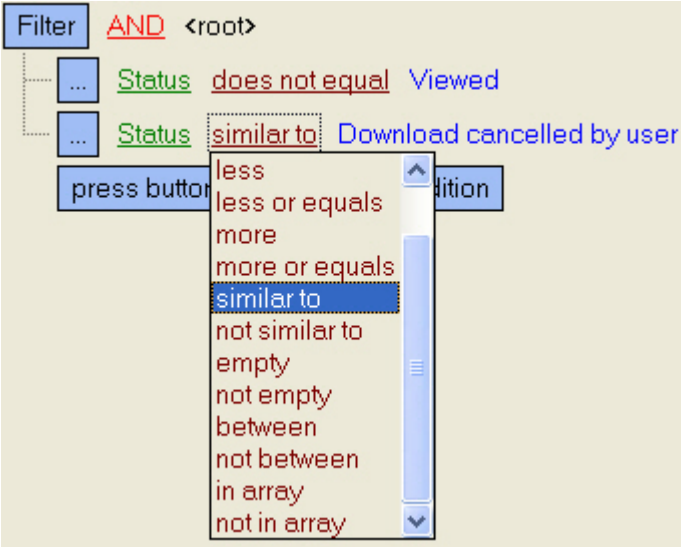 Filter AND <root>
... Status does not equal Viewed
... Status similar to Download cancelled by user
press button dition
less
less or equals
more
more or equals
similar to
not similar to
empty
not empty
between
not between
in array
not in array